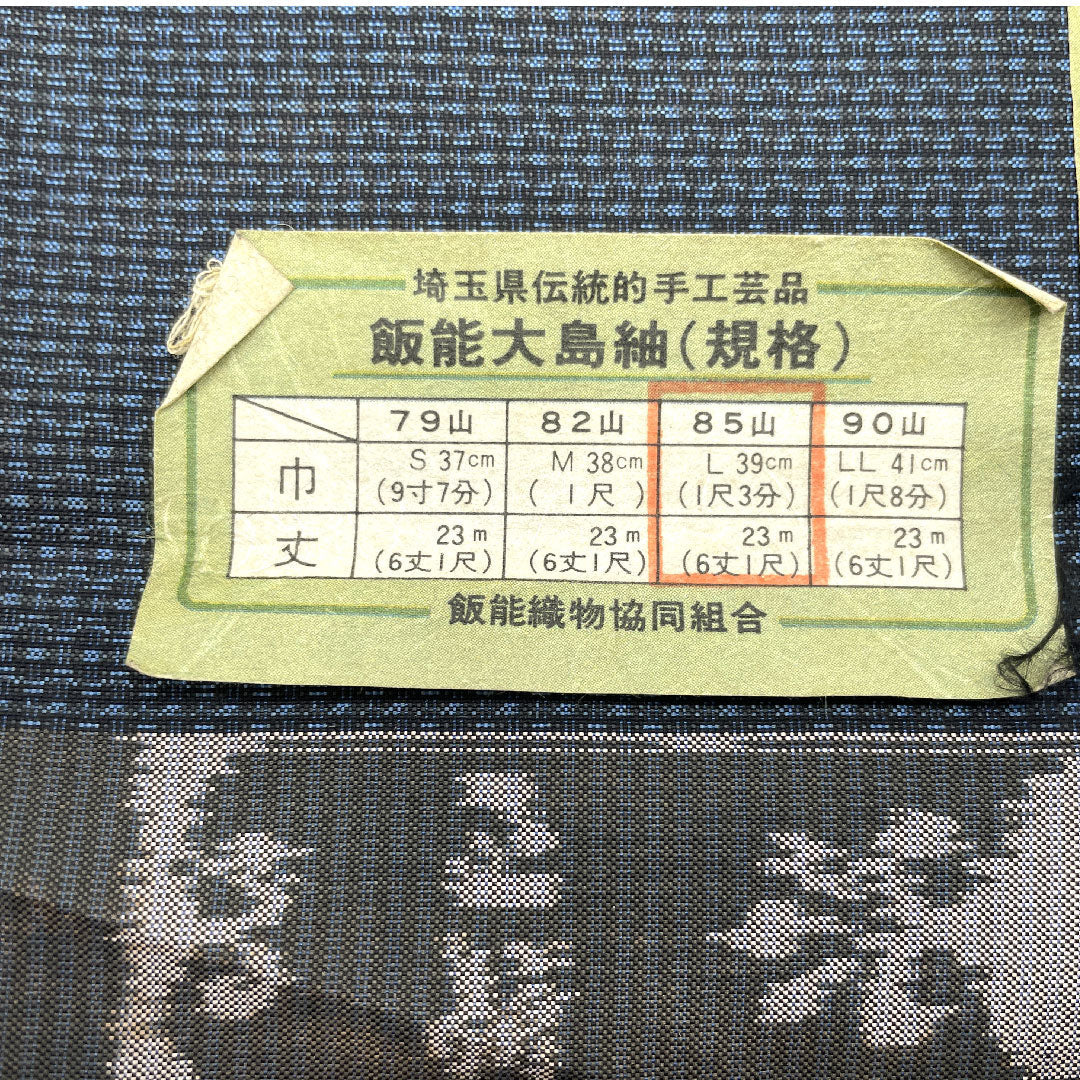 埼玉県伝統的手工芸品
飯能大島紬(規格)
79山 82山 85山 90山
巾 S 37cm M 38cm L 39cm LL 41cm
(9寸7分) (1尺) (1尺3分) (1尺8分)
丈 23m 23m 23m 23m
(6丈1尺) (6丈1尺) (6丈1尺) (6丈1尺)
飯能織物協同組合